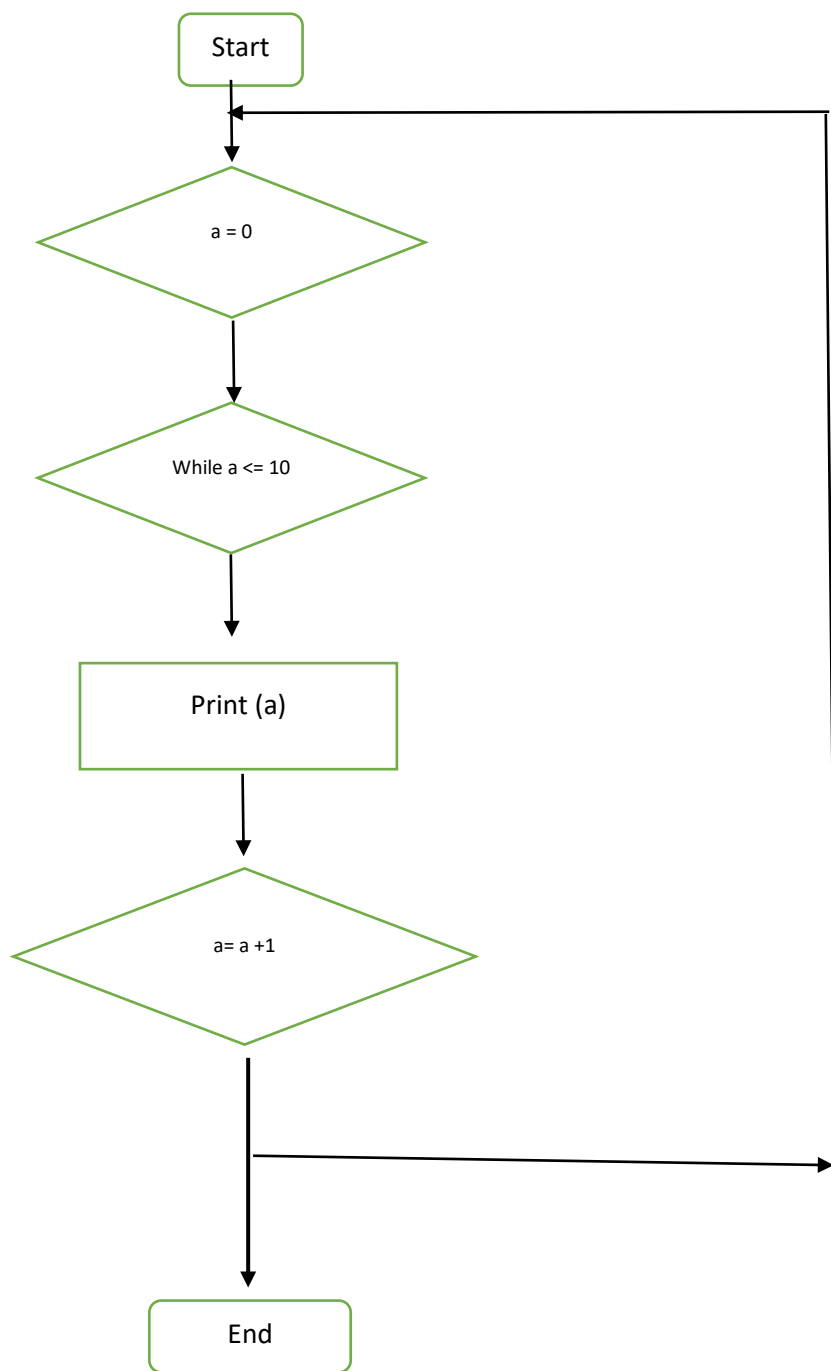 Start
a = 0
While a <= 10
Print (a)
a= a +1
End